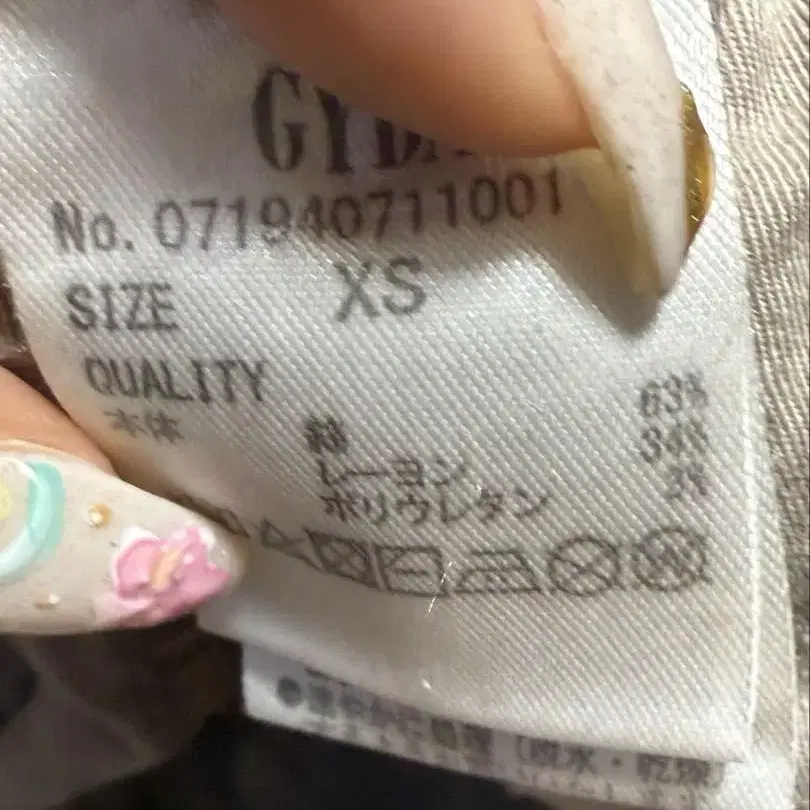 GYDA
No. 071940711001
SIZE XS
QUALITY
本体
綿 63%
レーヨン 34%
ポリウレタン 3%